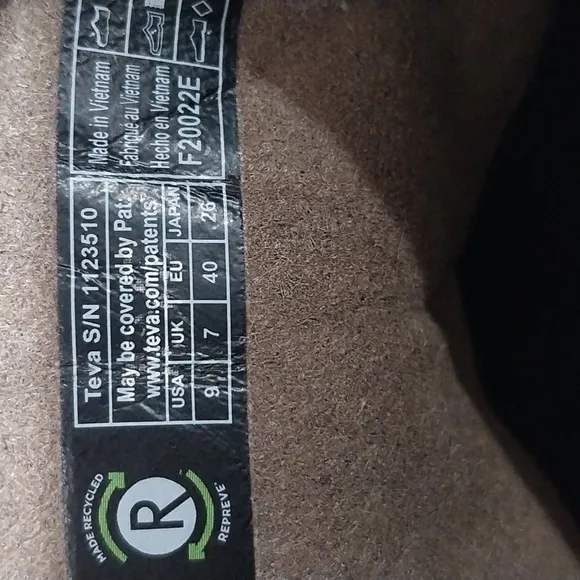 Made in Vietnam
Fabriqué au Vietnam
Hecho en Vietnam
F20022E
Teva S/N 1123510
May be covered by Pat.
www.teva.com/patents
USA UK EU JAPAN
9 7 40 26
MADE RECYCLED
R
REPREVE